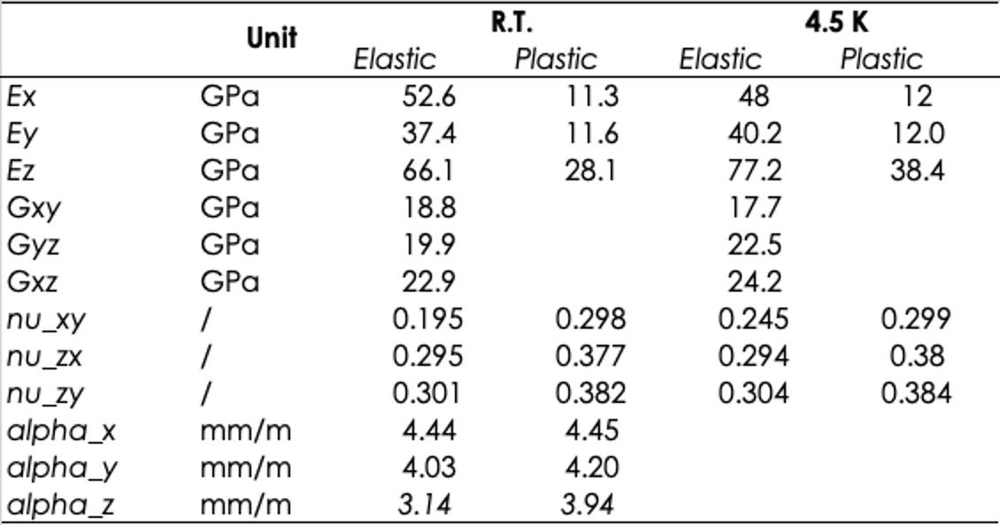 Unit R.T. 4.5 K
Elastic Plastic Elastic Plastic
Ex GPa 52.6 11.3 48 12
Ey GPa 37.4 11.6 40.2 12.0
Ez GPa 66.1 28.1 77.2 38.4
Gxy GPa 18.8 17.7
Gyz GPa 19.9 22.5
Gxz GPa 22.9 24.2
nu_xy / 0.195 0.298 0.245 0.299
nu_zx / 0.295 0.377 0.294 0.38
nu_zy / 0.301 0.382 0.304 0.384
alpha_x mm/m 4.44 4.45
alpha_y mm/m 4.03 4.20
alpha_z mm/m 3.14 3.94